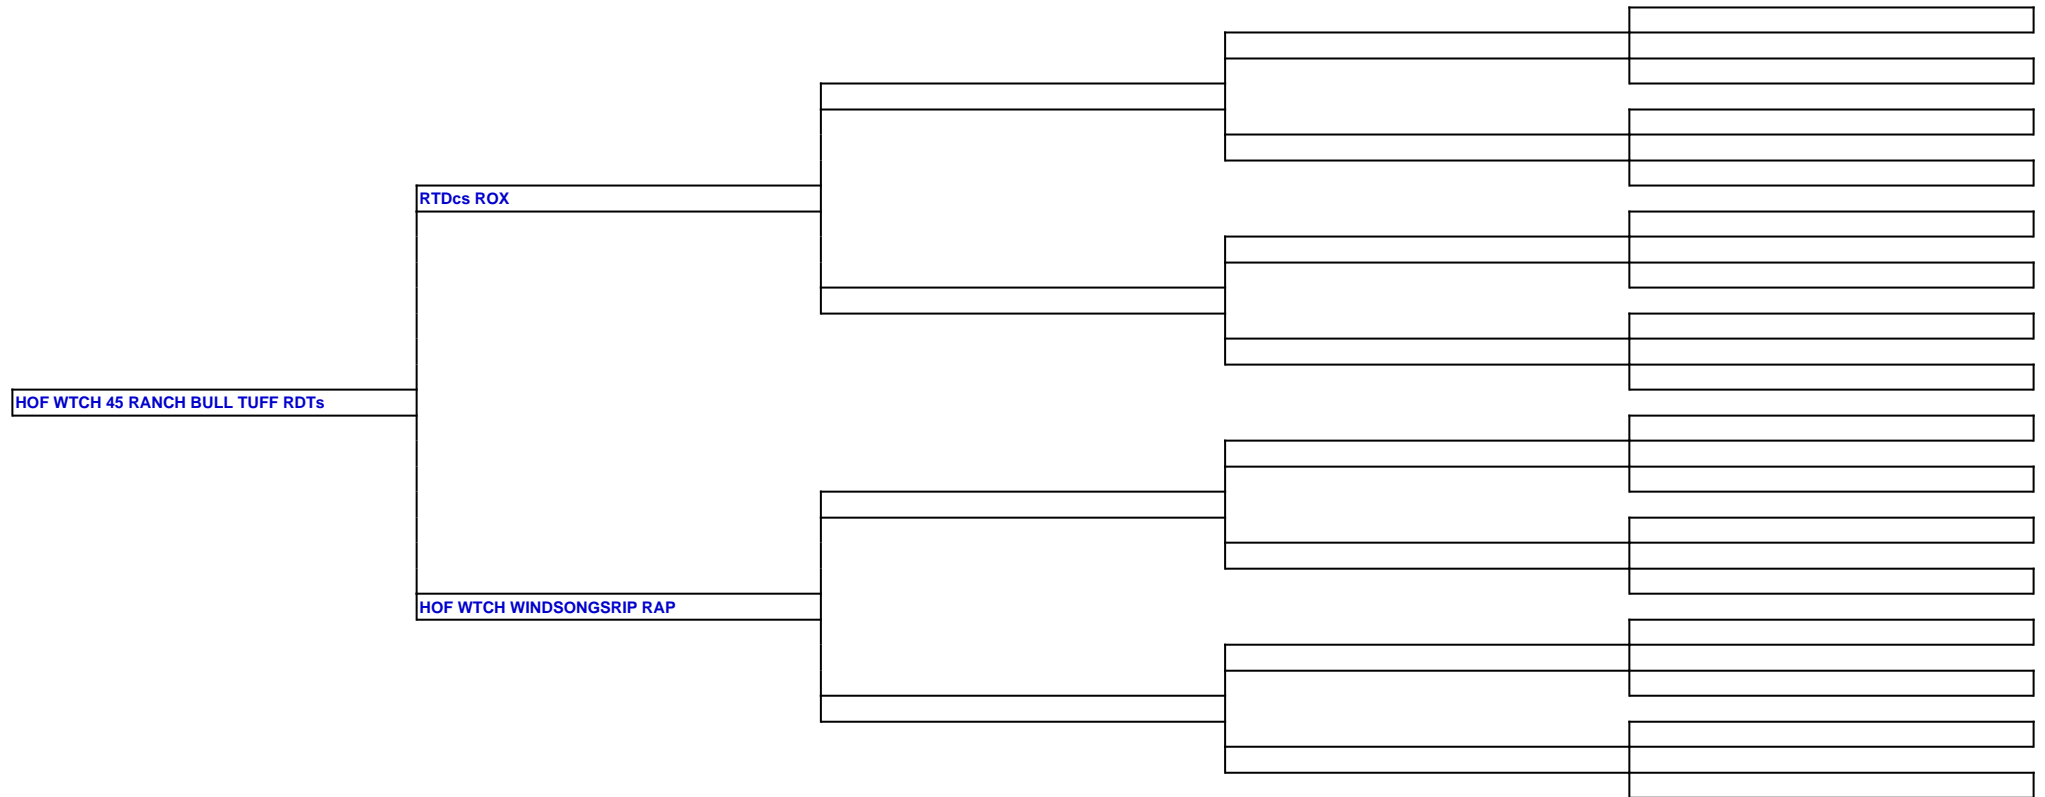 RTDcs ROX
HOF WTCH 45 RANCH BULL TUFF RDTs
HOF WTCH WINDSONGSRIP RAP